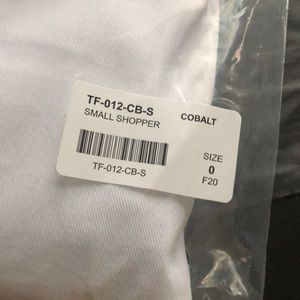 TF-012-CB-S
COBALT
SMALL SHOPPER
TF-012-CB-S
SIZE
0
F20